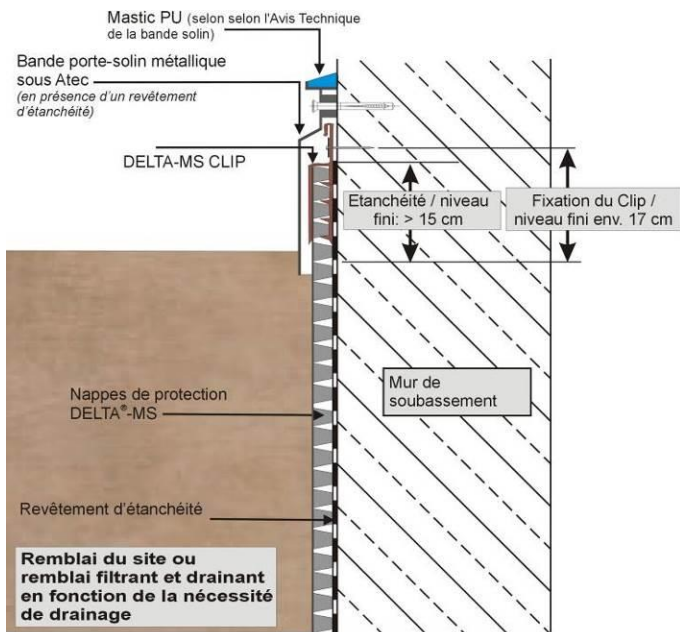 Mastic PU (selon selon l'Avis Technique
de la bande solin)
Bande porte-solin métallique
sous Atec
(en présence d'un revêtement
d'étanchéité)
DELTA-MS CLIP
Etanchéité / niveau
fini: > 15 cm
Fixation du Clip /
niveau fini env. 17 cm
Mur de
soubassement
Nappes de protection
DELTA®-MS
Revêtement d'étanchéité
Remblai du site ou
remblai filtrant et drainant
en fonction de la nécessité
de drainage